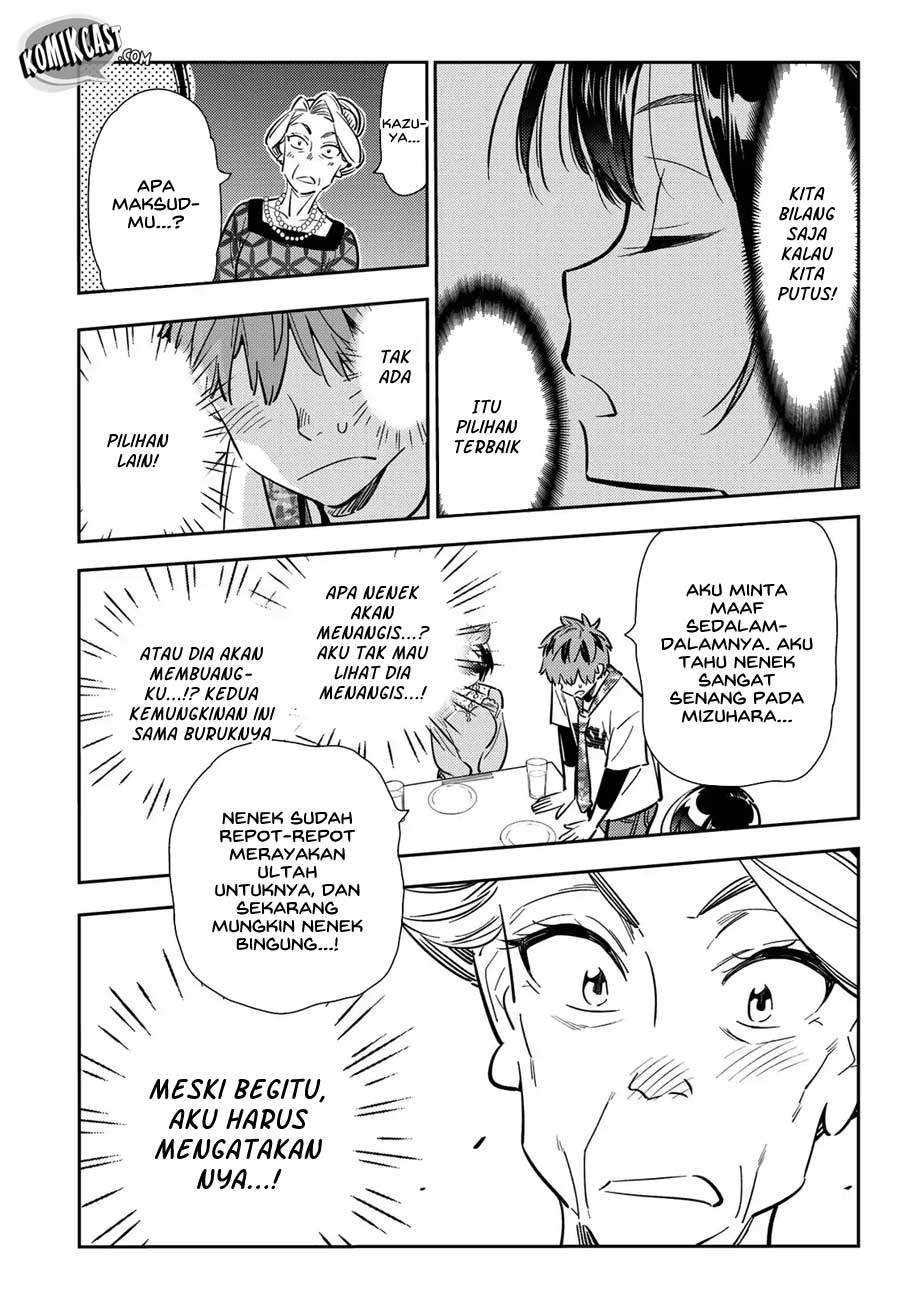 KOMIKCAST
.COM
KITA
BILANG
SAJA
KALAU
KITA
PUTUS!
ITU
PILIHAN
TERBAIK
KAZU-
YA...
APA
MAKSUD-
MU...?
TAK
ADA
PILIHAN
LAIN!
AKU MINTA
MAAF
SEDALAM-
DALAMNYA. AKU
TAHU NENEK
SANGAT
SENANG PADA
MIZUHARA...
APA NENEK
AKAN
MENANGIS...?
AKU TAK MAU
LIHAT DIA
MENANGIS...!
ATAU DIA AKAN
MEMBUANG-
KU...!? KEDUA
KEMUNGKINAN INI
SAMA BURUKNYA
NENEK SUDAH
REPOT-REPOT
MERAYAKAN
ULTAH
UNTUKNYA, DAN
SEKARANG
MUNGKIN NENEK
BINGUNG...!
MESKI BEGITU,
AKU HARUS
MENGATAKAN
NYA...!